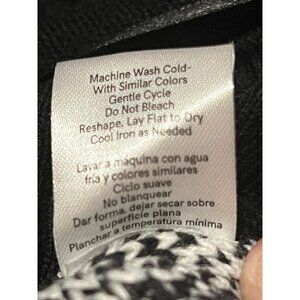 Machine Wash Cold-
With Similar Colors
Gentle Cycle
Do Not Bleach
Reshape, Lay Flat to Dry
Cool Iron as Needed
Lavar a máquina con agua
fría y colores similares
Ciclo suave
No blanquear
Dar forma, dejar secar sobre
superficie plana
Planchar a temperatura mínima